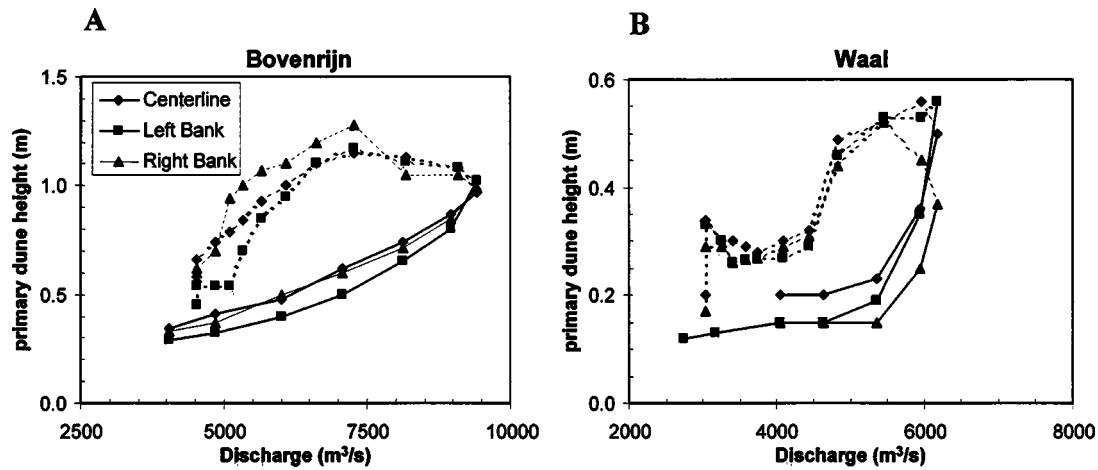 A
Bovenrijn
1.5
1.0
0.5
0.0
primary dune height (m)
Centerline
Left Bank
Right Bank
2500 5000 7500 10000
Discharge (m³/s)
B
Waal
0.6
0.4
0.2
0.0
primary dune height (m)
2000 4000 6000 8000
Discharge (m³/s)